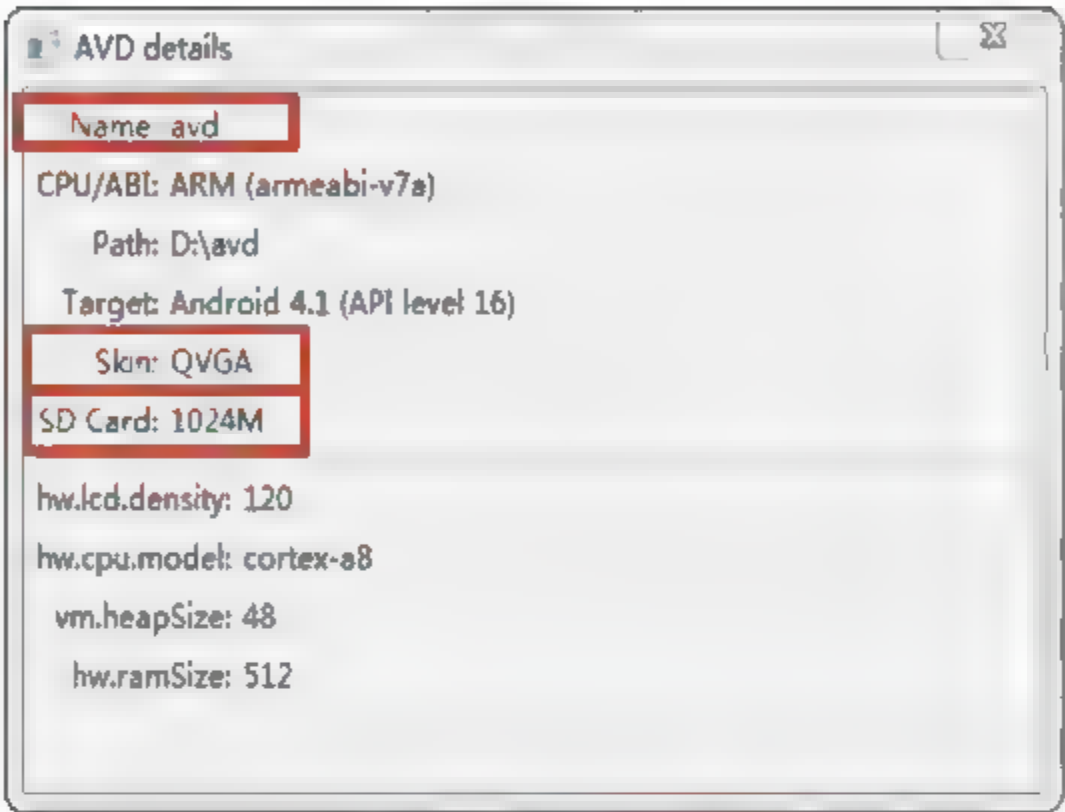 AVD details
Name avd
CPU/ABI: ARM (armeabi-v7a)
Path: D:\avd
Target: Android 4.1 (API level 16)
Skin: QVGA
SD Card: 1024M
hw.lcd.density: 120
hw.cpu.model: cortex-a8
vm.heapSize: 48
hw.ramSize: 512